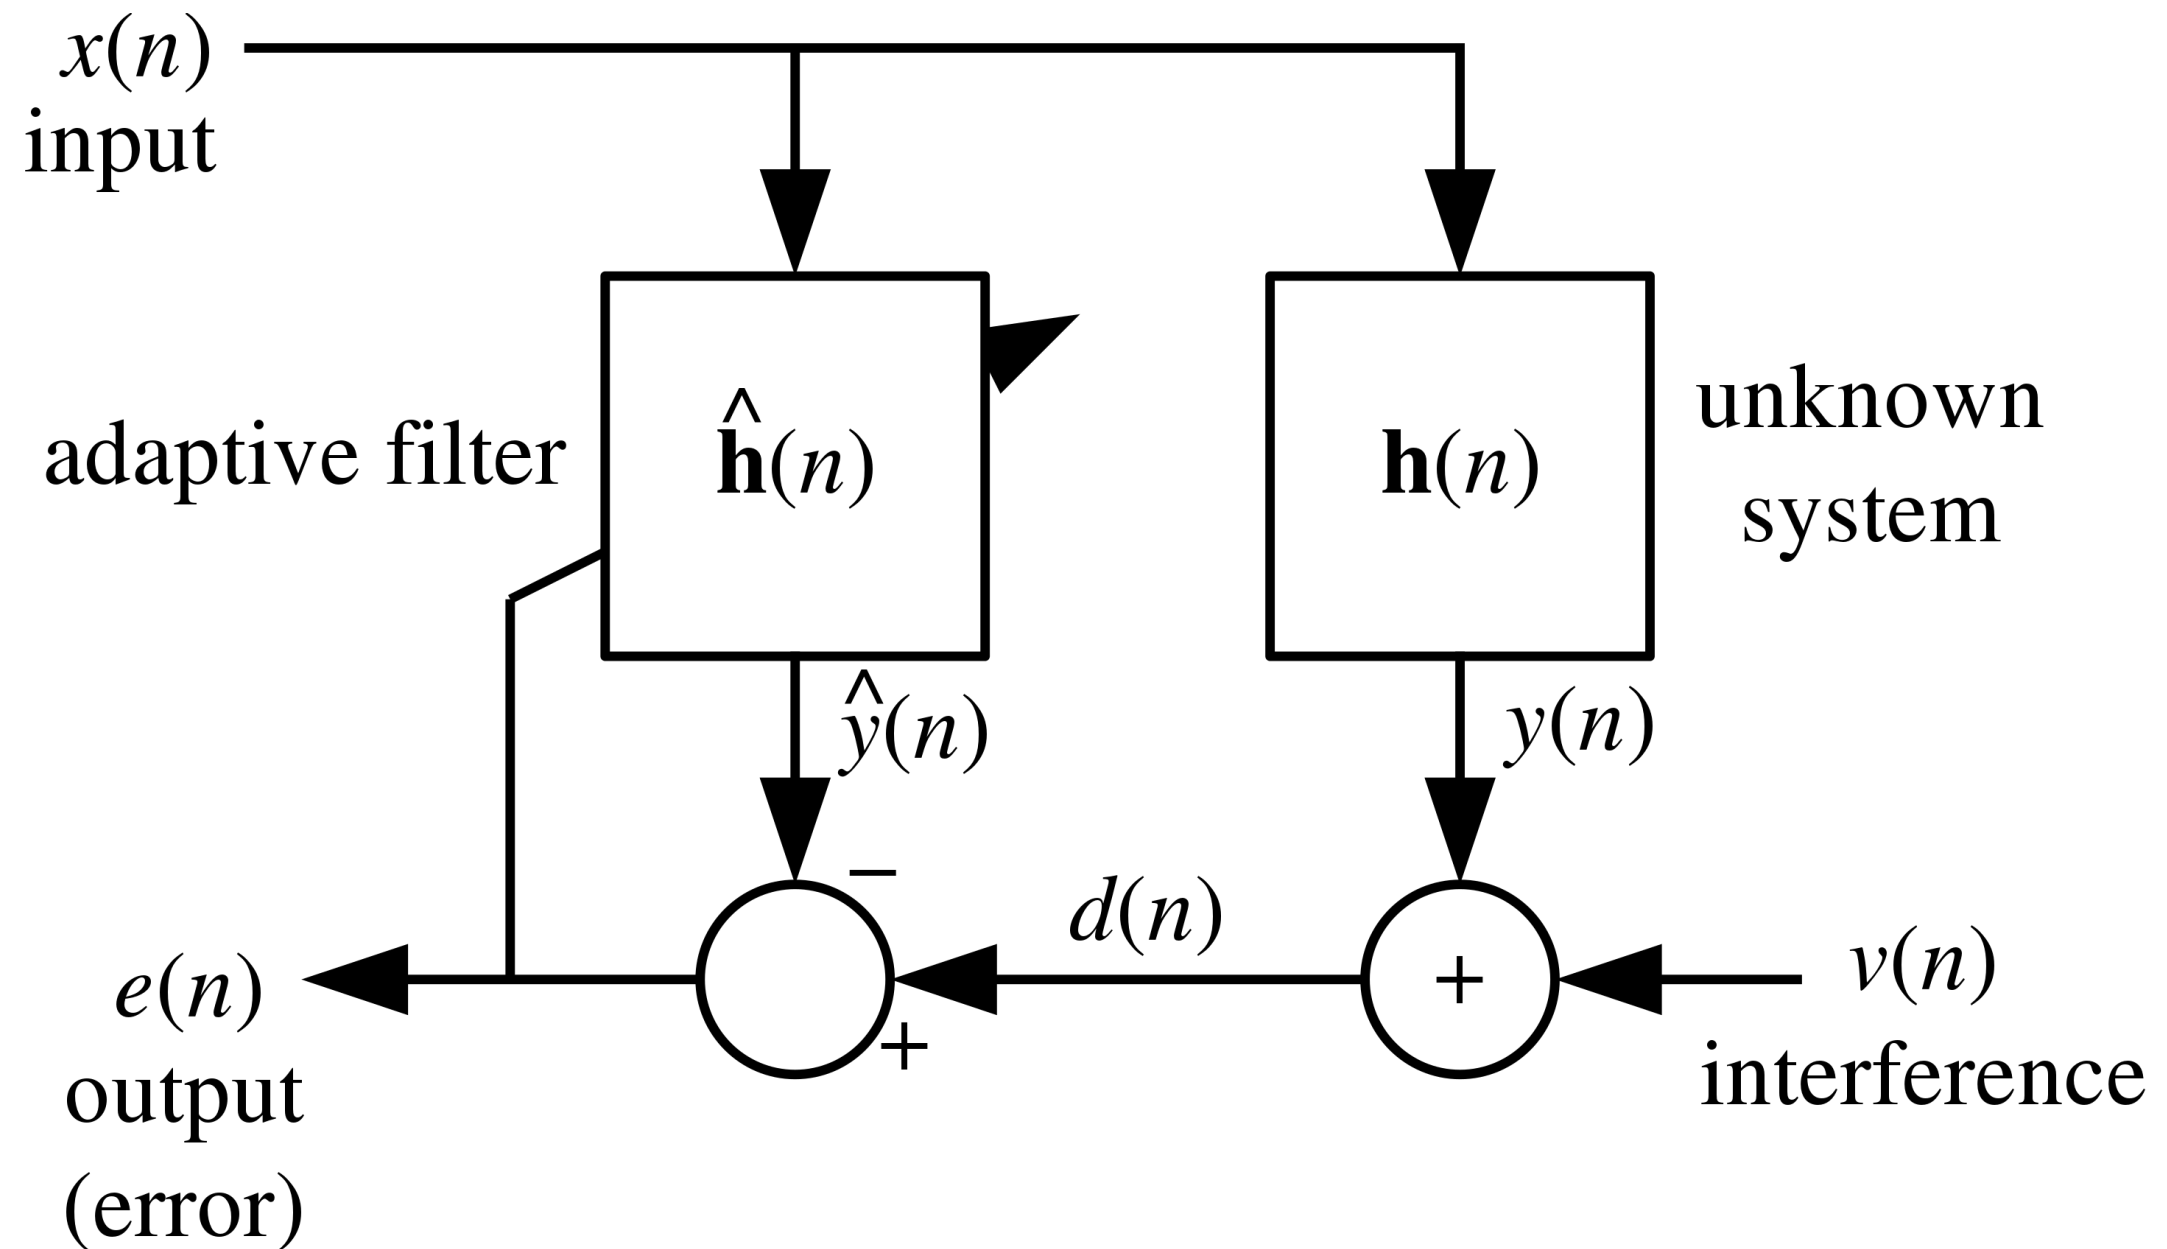 x(n)
input
adaptive filter
ĥ(n)
h(n)
unknown
system
ŷ(n)
y(n)
−
d(n)
+
+
v(n)
interference
e(n)
output
(error)